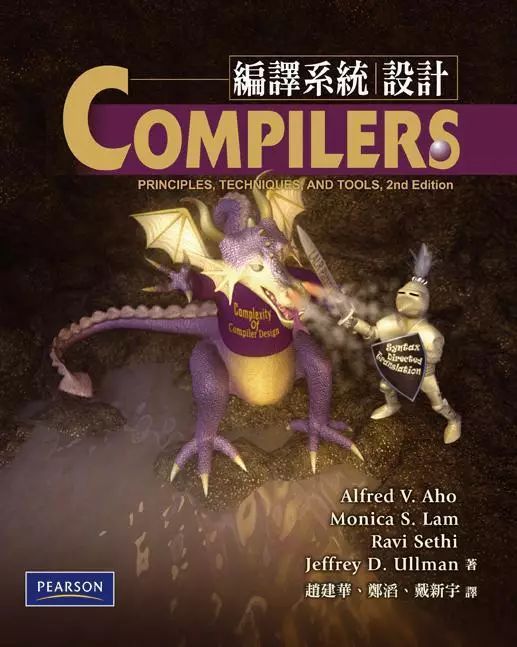 編譯系統|設計
COMPILERS
PRINCIPLES, TECHNIQUES, AND TOOLS, 2nd Edition
Complexity
Of
Compiler Design
Syntax
Directed
Translation
Alfred V. Aho
Monica S. Lam
Ravi Sethi
Jeffrey D. Ullman 著
趙建華、鄭滔、戴新宇 譯
PEARSON